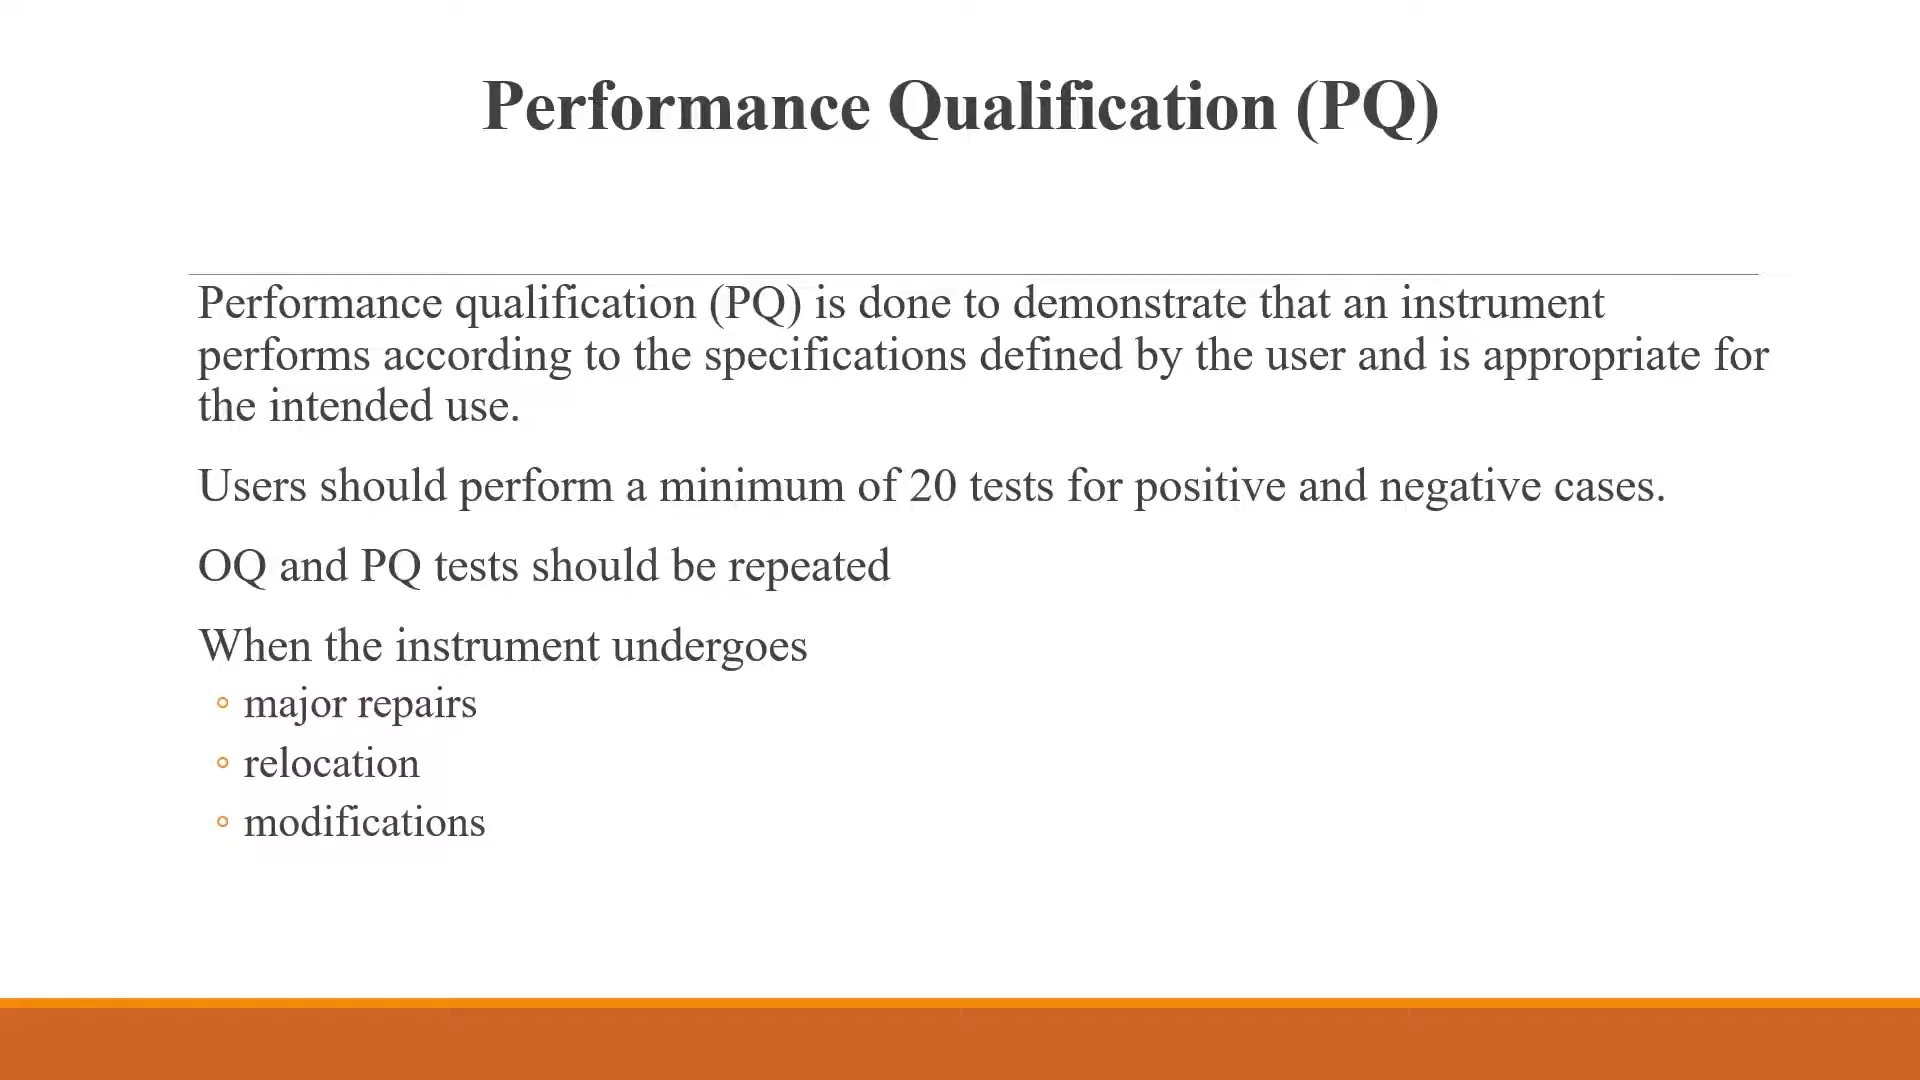 Performance Qualification (PQ)
Performance qualification (PQ) is done to demonstrate that an instrument
performs according to the specifications defined by the user and is appropriate for
the intended use.
Users should perform a minimum of 20 tests for positive and negative cases.
OQ and PQ tests should be repeated
When the instrument undergoes
◦ major repairs
◦ relocation
◦ modifications